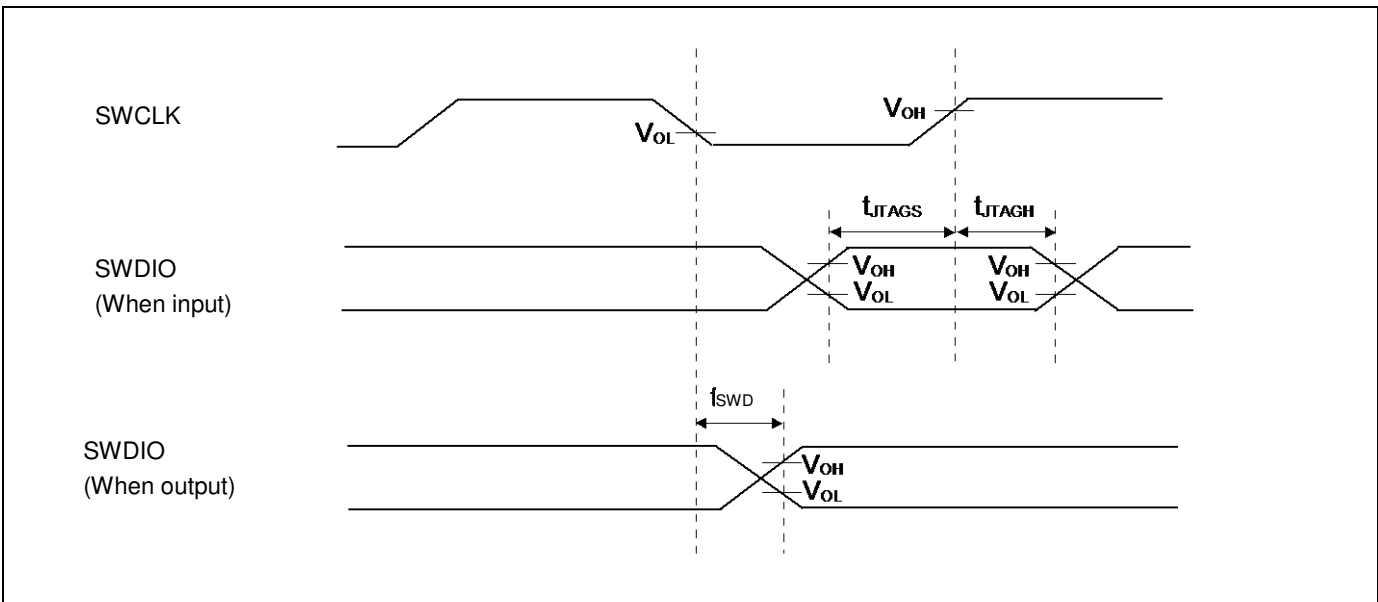 SWCLK
VOL
VOH
tJTAGS
tJTAGH
SWDIO
(When input)
VOH
VOL
VOH
VOL
tSWD
SWDIO
(When output)
VOH
VOL